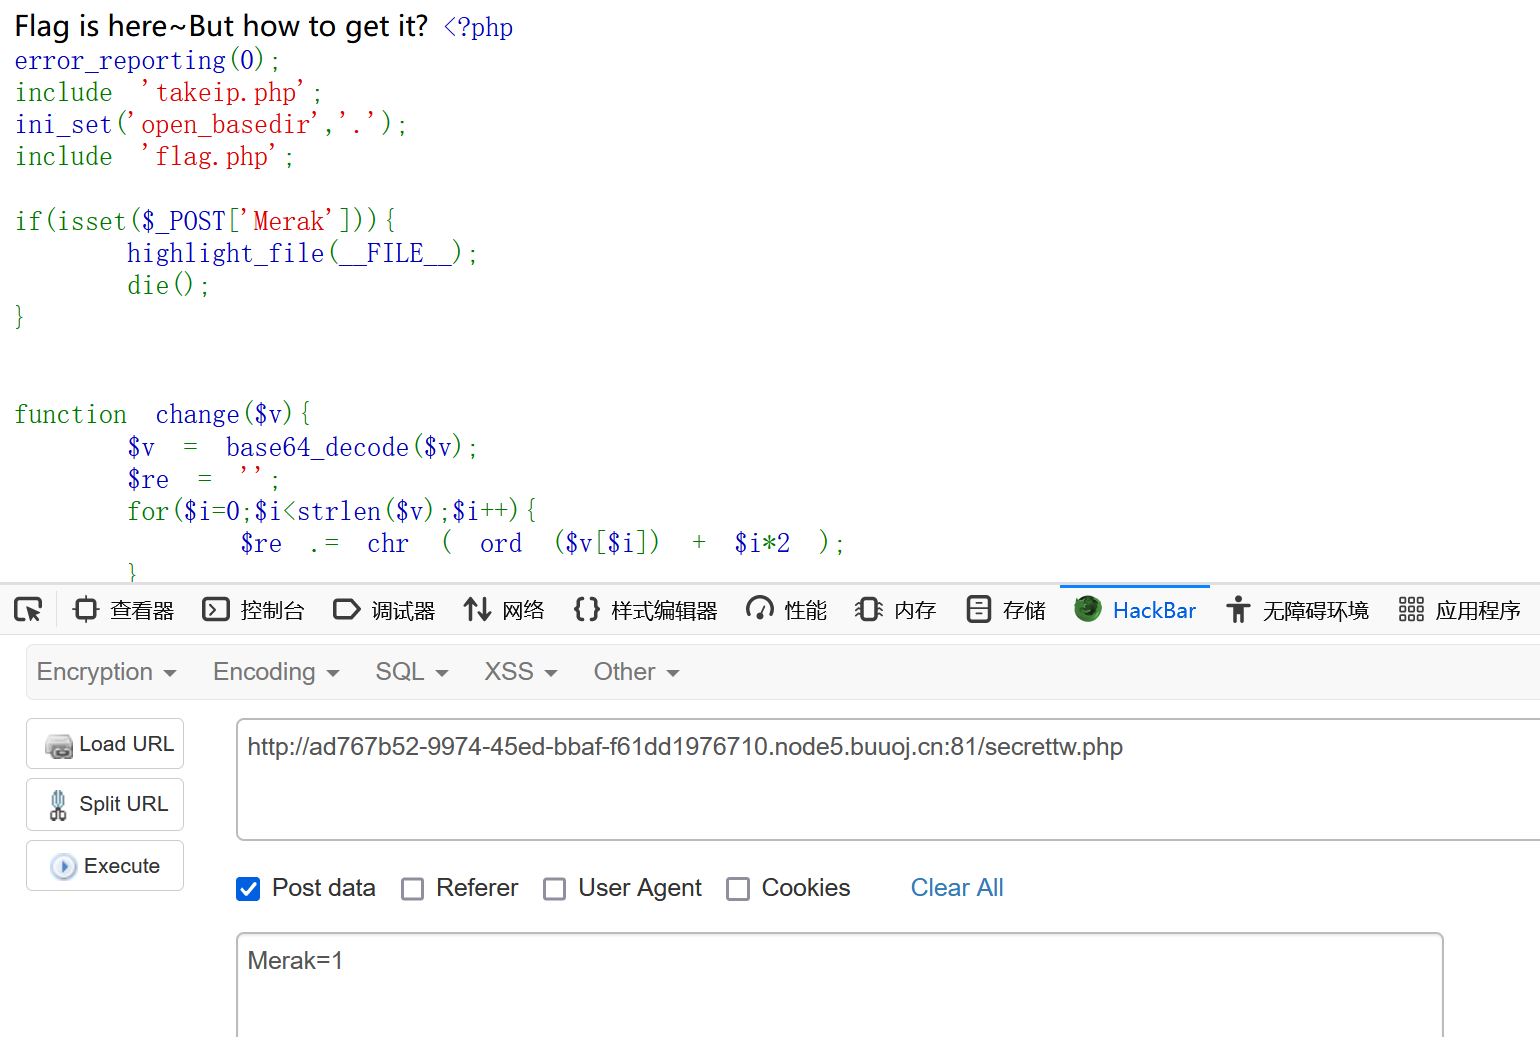 Flag is here~But how to get it? <?php
error_reporting(0);
include 'takeip.php';
ini_set('open_basedir','.');
include 'flag.php';
if(isset($_POST['Merak'])){
highlight_file(__FILE__);
die();
}
function change($v){
$v = base64_decode($v);
$re = '';
for($i=0;$i<strlen($v);$i++){
$re .= chr ( ord ($v[$i]) + $i*2 );
}
查看器 控制台 调试器 网络 样式编辑器 性能 内存 存储 HackBar 无障碍环境 应用程序
Encryption Encoding SQL XSS Other
Load URL
http://ad767b52-9974-45ed-bbaf-f61dd1976710.node5.buuoj.cn:81/secrettw.php
Split URL
Execute
Post data Referer User Agent Cookies Clear All
Merak=1